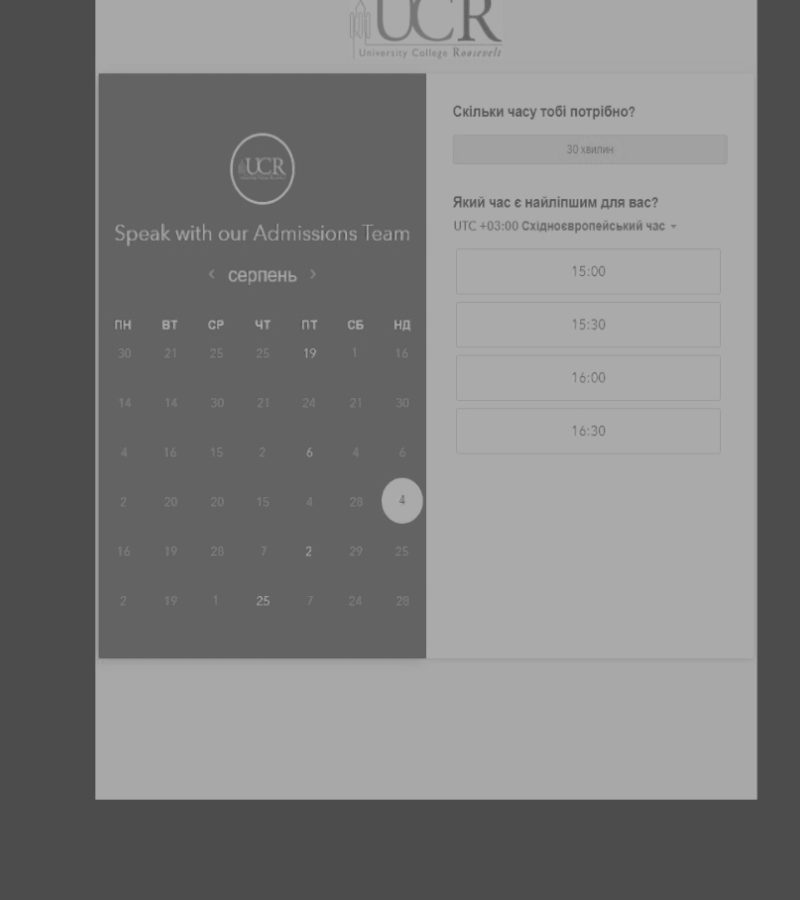 UCR
University College Roosevelt
UCR
Speak with our Admissions Team
‹ серпень ›
ПН ВТ СР ЧТ ПТ СБ НД
30 21 25 25 19 1 16
14 14 30 21 24 21 30
4 16 15 2 6 4 6
2 20 20 15 4 28 4
16 19 28 7 2 29 25
2 19 1 25 7 24 28
Скільки часу тобі потрібно?
30 хвилин
Який час є найліпшим для вас?
UTC +03:00 Східноєвропейський час
15:00
15:30
16:00
16:30